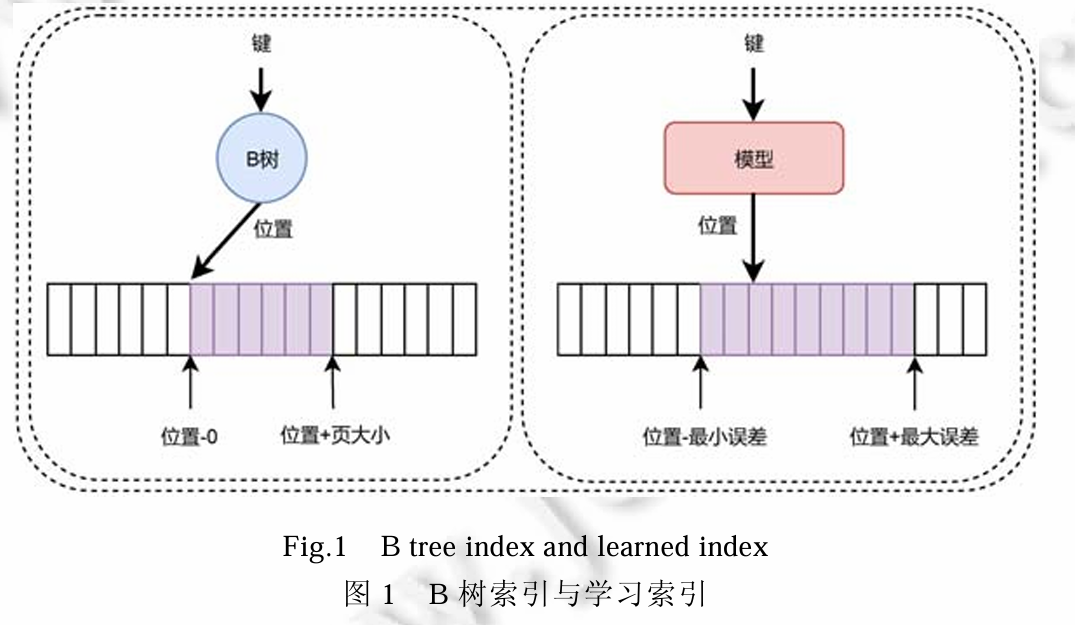 键
B树
位置
位置-0
位置+页大小
键
模型
位置
位置-最小误差
位置+最大误差
Fig.1 B tree index and learned index
图 1 B 树索引与学习索引